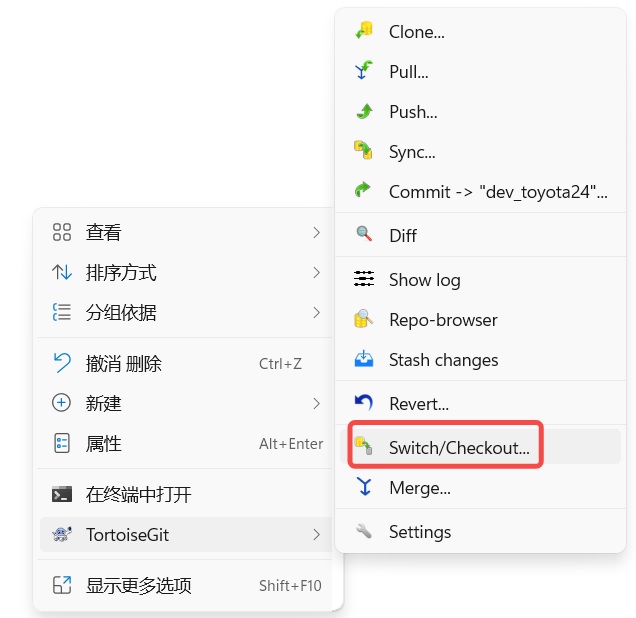 Clone...
Pull...
Push...
Sync...
Commit -> "dev_toyota24"...
Diff
Show log
Repo-browser
Stash changes
Revert...
Switch/Checkout...
Merge...
Settings
查看
排序方式
分组依据
撤消 删除 Ctrl+Z
新建
属性 Alt+Enter
在终端中打开
TortoiseGit
显示更多选项 Shift+F10